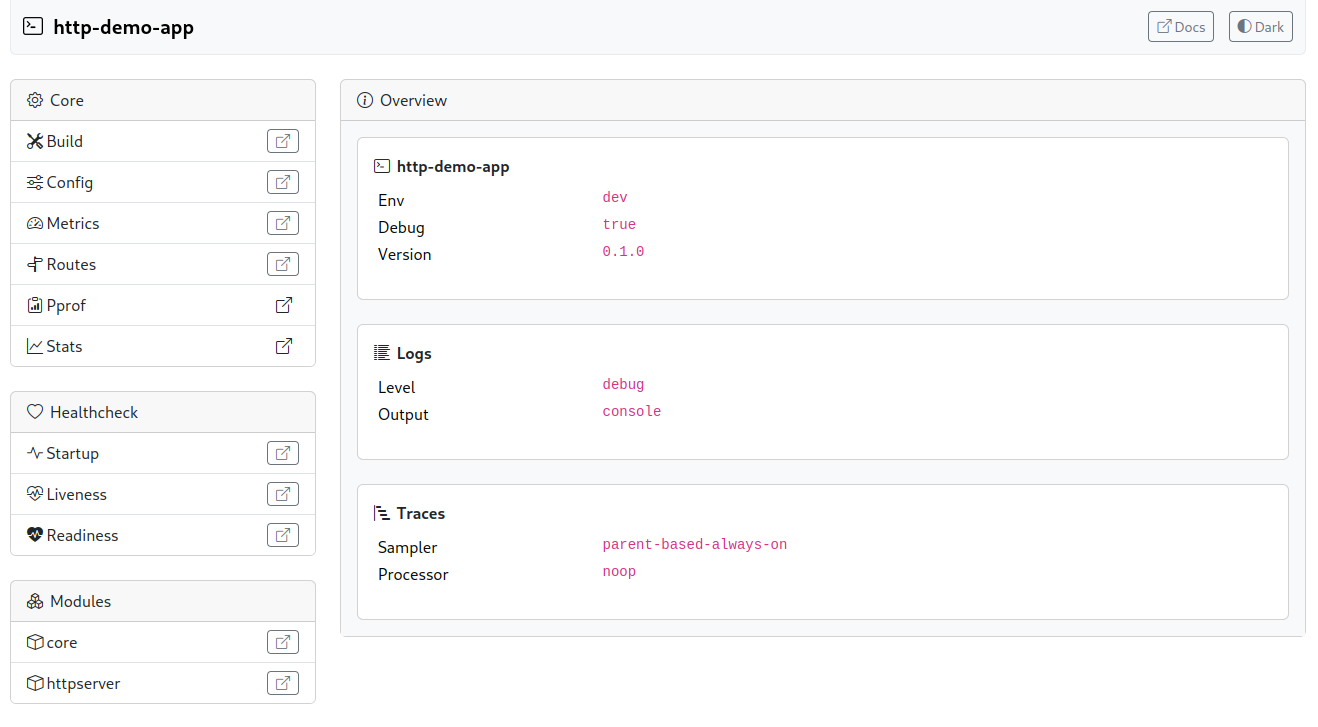 http-demo-app
Docs
Dark
Core
Build
Config
Metrics
Routes
Pprof
Stats
Healthcheck
Startup
Liveness
Readiness
Modules
core
httpserver
Overview
http-demo-app
Env dev
Debug true
Version 0.1.0
Logs
Level debug
Output console
Traces
Sampler parent-based-always-on
Processor noop